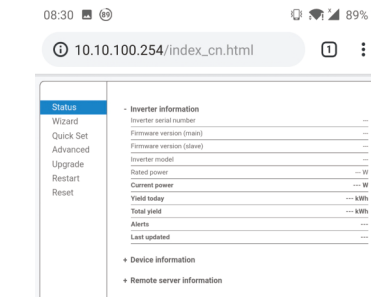 08:30 89 89%
10.10.100.254/index_cn.html 1
Status
Wizard
Quick Set
Advanced
Upgrade
Restart
Reset
- Inverter information
Inverter serial number --
Firmware version (main) ---
Firmware version (slave) ---
Inverter model --
Rated power --- W
Current power --- W
Yield today --- kWh
Total yield --- kWh
Alerts ---
Last updated ---
+ Device information
+ Remote server information